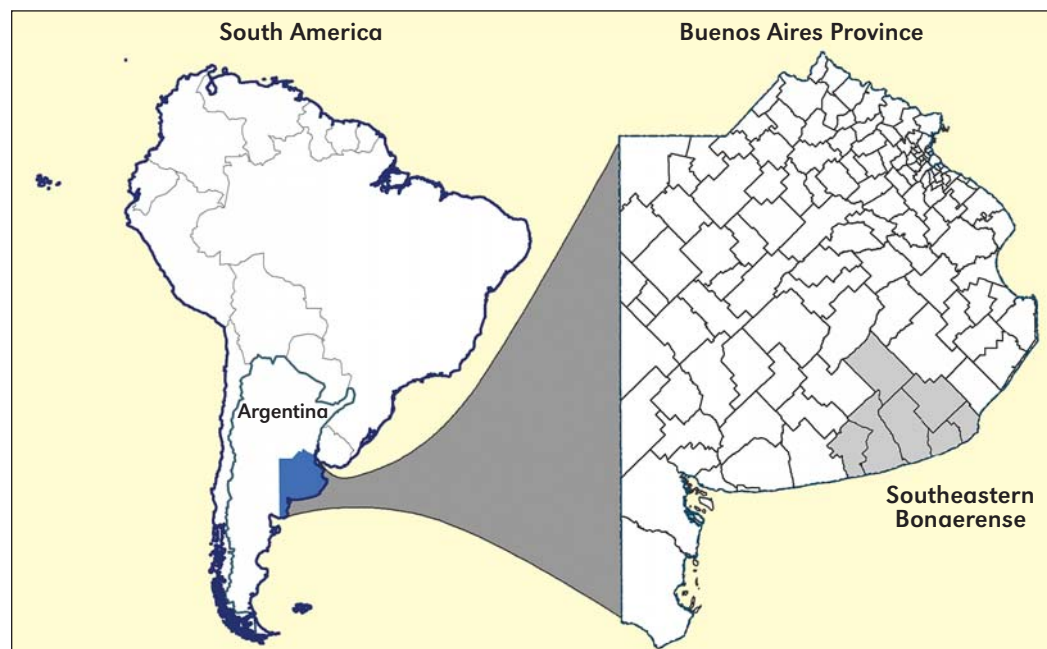 South America
Buenos Aires Province
Argentina
Southeastern
Bonaerense